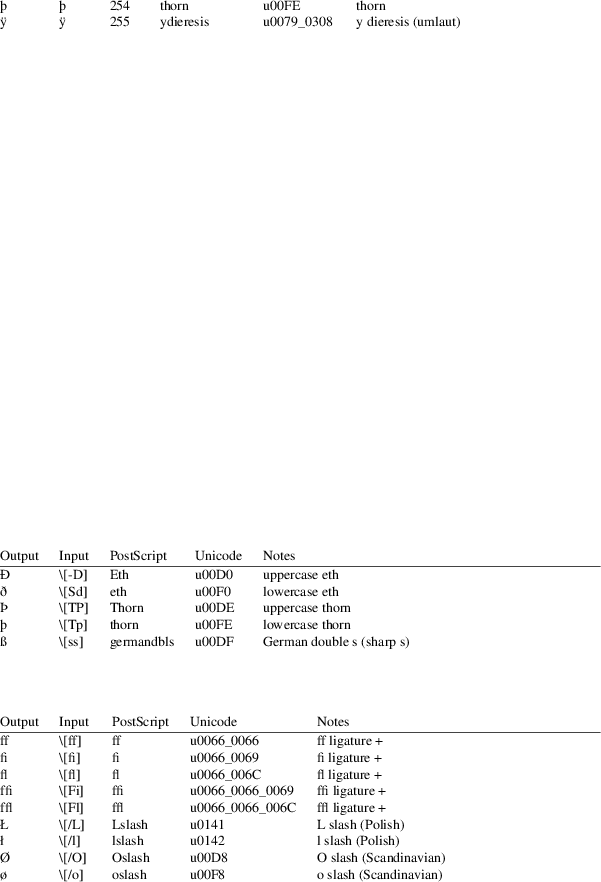 þ þ 254 thorn u00FE thorn
ÿ ÿ 255 ydieresis u0079_0308 y dieresis (umlaut)
Output Input PostScript Unicode Notes
Ð \[-D] Eth u00D0 uppercase eth
ð \[Sd] eth u00F0 lowercase eth
Þ \[TP] Thorn u00DE uppercase thorn
þ \[Tp] thorn u00FE lowercase thorn
ß \[ss] germandbls u00DF German double s (sharp s)
Output Input PostScript Unicode Notes
ff \[ff] ff u0066_0066 ff ligature +
fi \[fi] fi u0066_0069 fi ligature +
fl \[fl] fl u0066_006C fl ligature +
ffi \[Fi] ffi u0066_0066_0069 ffi ligature +
ffl \[Fl] ffl u0066_0066_006C ffl ligature +
Ł \[/L] Lslash u0141 L slash (Polish)
ł \[/l] lslash u0142 l slash (Polish)
Ø \[/O] Oslash u00D8 O slash (Scandinavian)
ø \[/o] oslash u00F8 o slash (Scandinavian)